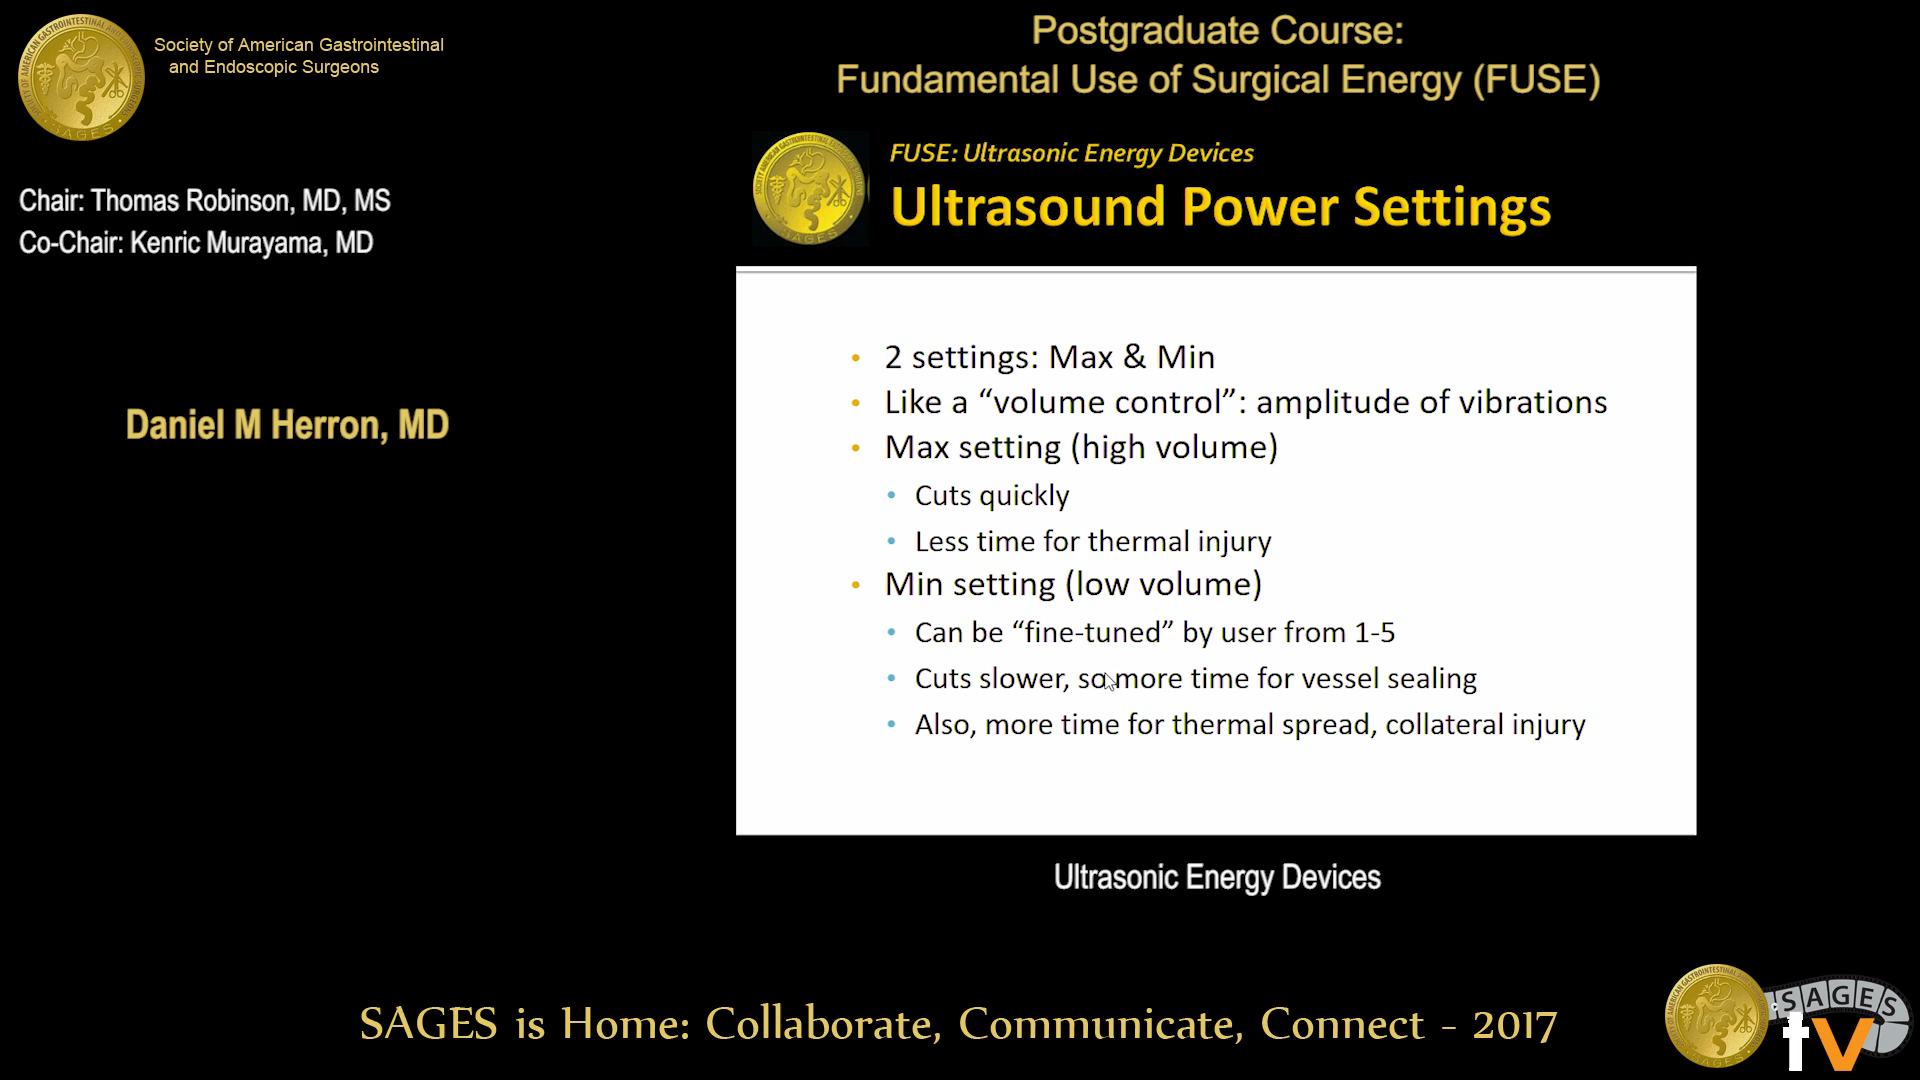 Society of American Gastrointestinal
and Endoscopic Surgeons
Postgraduate Course:
Fundamental Use of Surgical Energy (FUSE)
Chair: Thomas Robinson, MD, MS
Co-Chair: Kenric Murayama, MD
Daniel M Herron, MD
FUSE: Ultrasonic Energy Devices
Ultrasound Power Settings
• 2 settings: Max & Min
• Like a “volume control”: amplitude of vibrations
• Max setting (high volume)
• Cuts quickly
• Less time for thermal injury
• Min setting (low volume)
• Can be “fine-tuned” by user from 1-5
• Cuts slower, so more time for vessel sealing
• Also, more time for thermal spread, collateral injury
Ultrasonic Energy Devices
SAGES is Home: Collaborate, Communicate, Connect - 2017
SAGES
tv